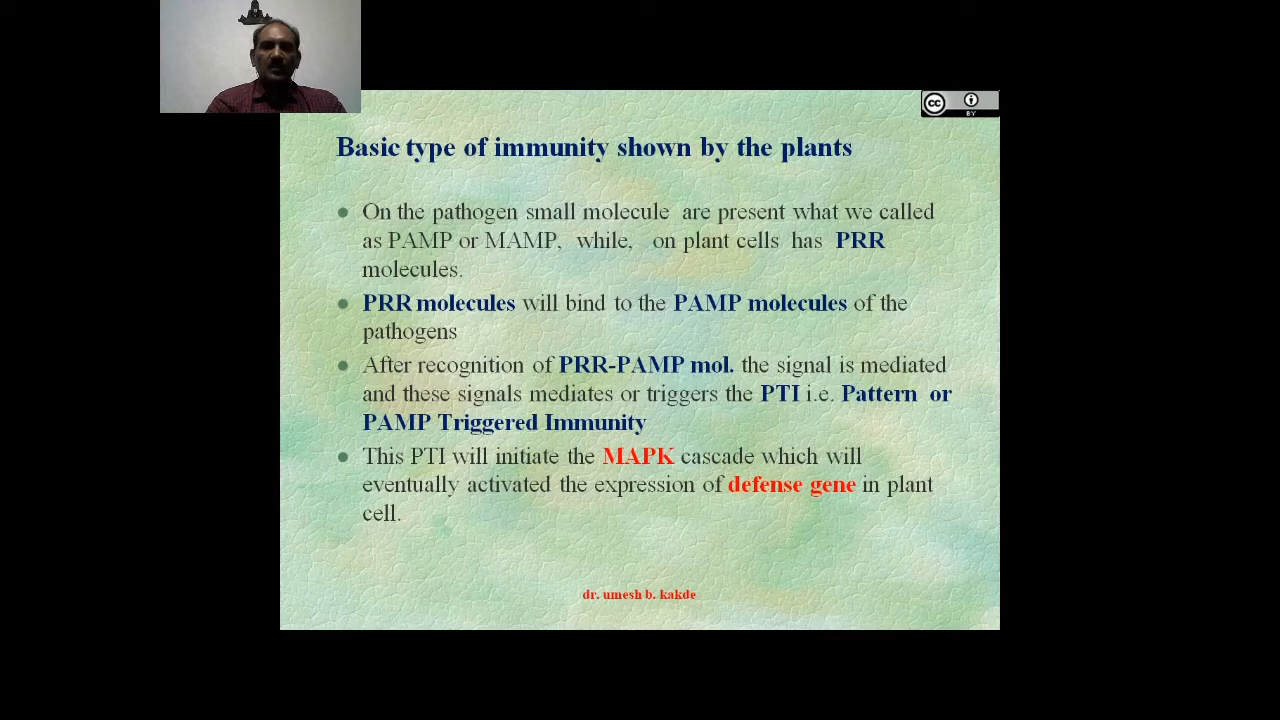 cc
BY
Basic type of immunity shown by the plants
On the pathogen small molecule are present what we called
as PAMP or MAMP, while, on plant cells has PRR
molecules.
PRR molecules will bind to the PAMP molecules of the
pathogens
After recognition of PRR-PAMP mol. the signal is mediated
and these signals mediates or triggers the PTI i.e. Pattern or
PAMP Triggered Immunity
This PTI will initiate the MAPK cascade which will
eventually activated the expression of defense gene in plant
cell.
dr. umesh b. kakde